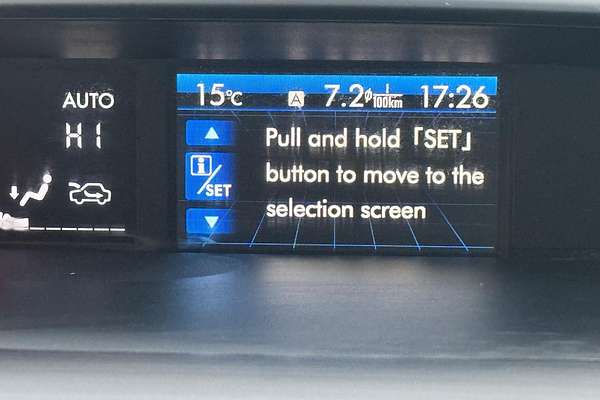 AUTO
HI
15°C A 7.2 ø l/100km 17:26
i/SET
Pull and hold「SET」
button to move to the
selection screen